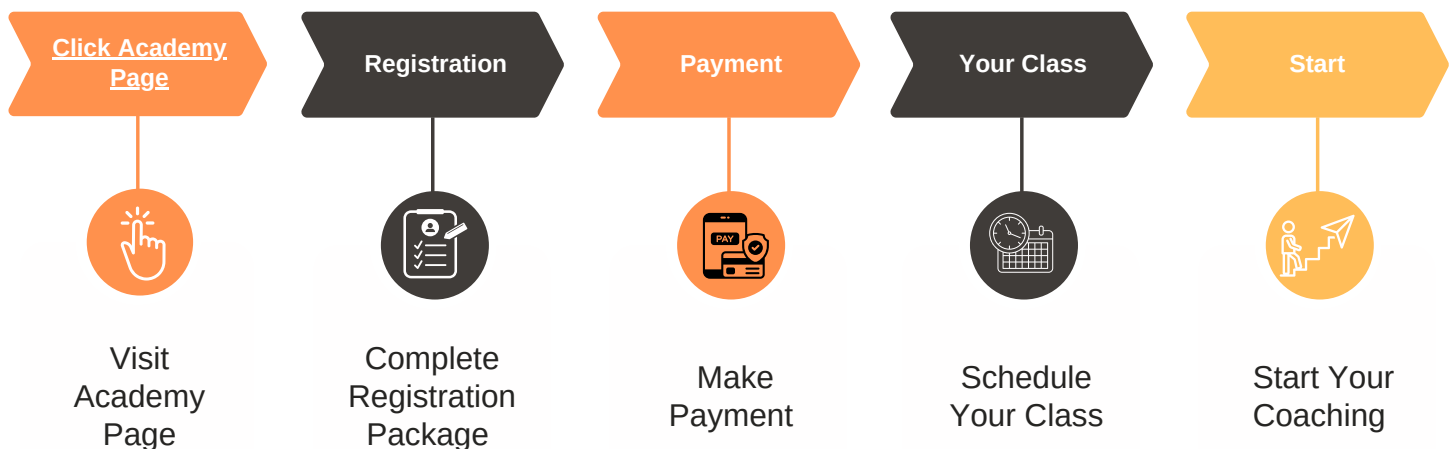 Click Academy
Page
Registration
Payment
Your Class
Start
PAY
Visit
Academy
Page
Complete
Registration
Package
Make
Payment
Schedule
Your Class
Start Your
Coaching